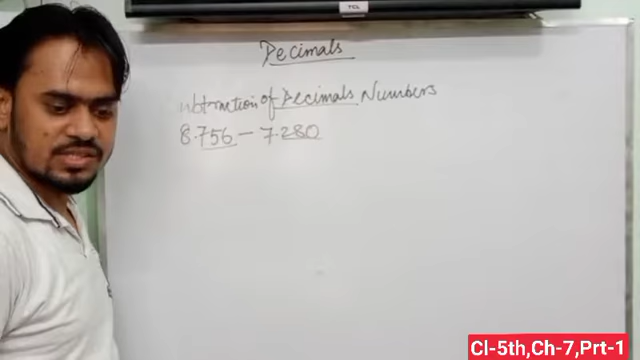 TCL
Decimals
ubtraction of Decimals Numbers
8.756 - 7.280
Cl-5th,Ch-7,Prt-1